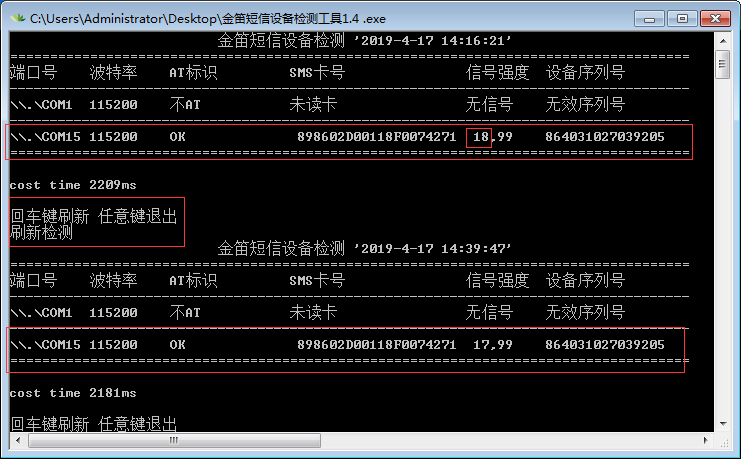 C:\Users\Administrator\Desktop\金笛短信设备检测工具1.4 .exe
金笛短信设备检测 '2019-4-17 14:16:21'
端口号 波特率 AT标识 SMS卡号 信号强度 设备序列号
\\.\COM1 115200 不AT 未读卡 无信号 无效序列号
\\.\COM15 115200 OK 898602D00118F0074271 18,99 864031027039205
cost time 2209ms
回车键刷新 任意键退出
刷新检测
金笛短信设备检测 '2019-4-17 14:39:47'
端口号 波特率 AT标识 SMS卡号 信号强度 设备序列号
\\.\COM1 115200 不AT 未读卡 无信号 无效序列号
\\.\COM15 115200 OK 898602D00118F0074271 17,99 864031027039205
cost time 2181ms
回车键刷新 任意键退出